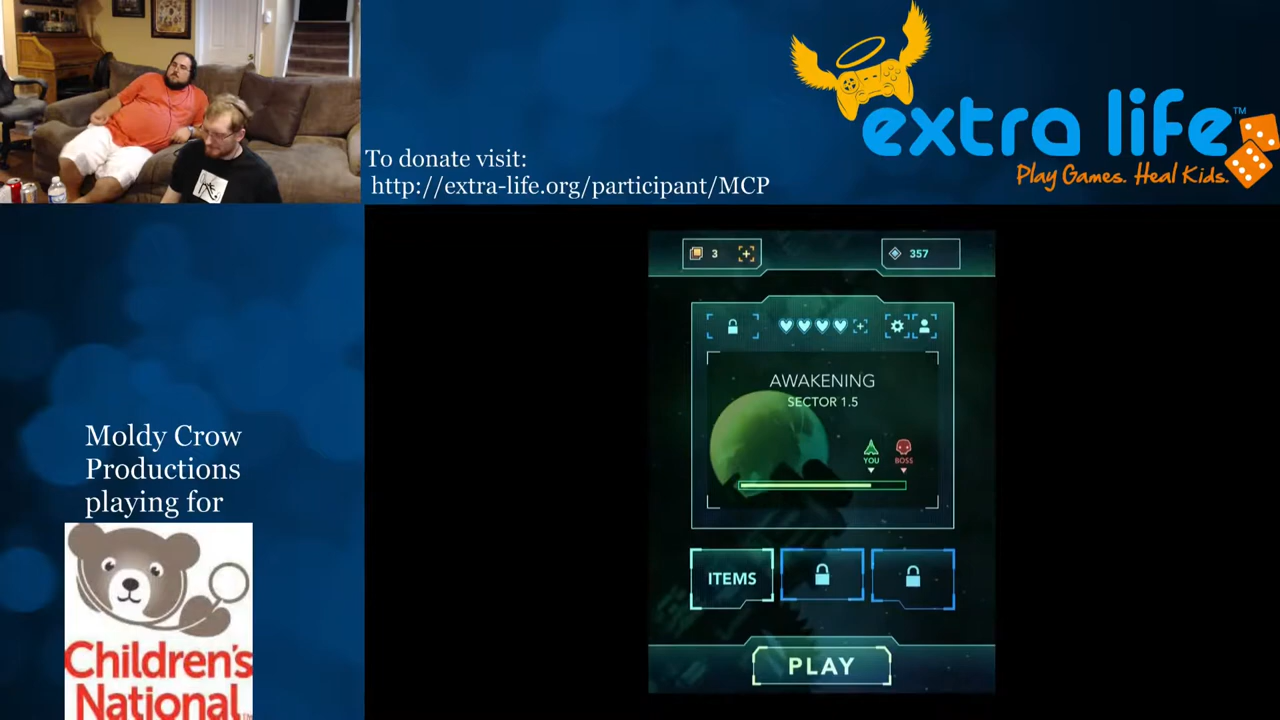 extra life™
Play Games. Heal Kids.
To donate visit:
http://extra-life.org/participant/MCP
3
357
AWAKENING
SECTOR 1.5
YOU
BOSS
ITEMS
PLAY
Moldy Crow
Productions
playing for
Children's
National